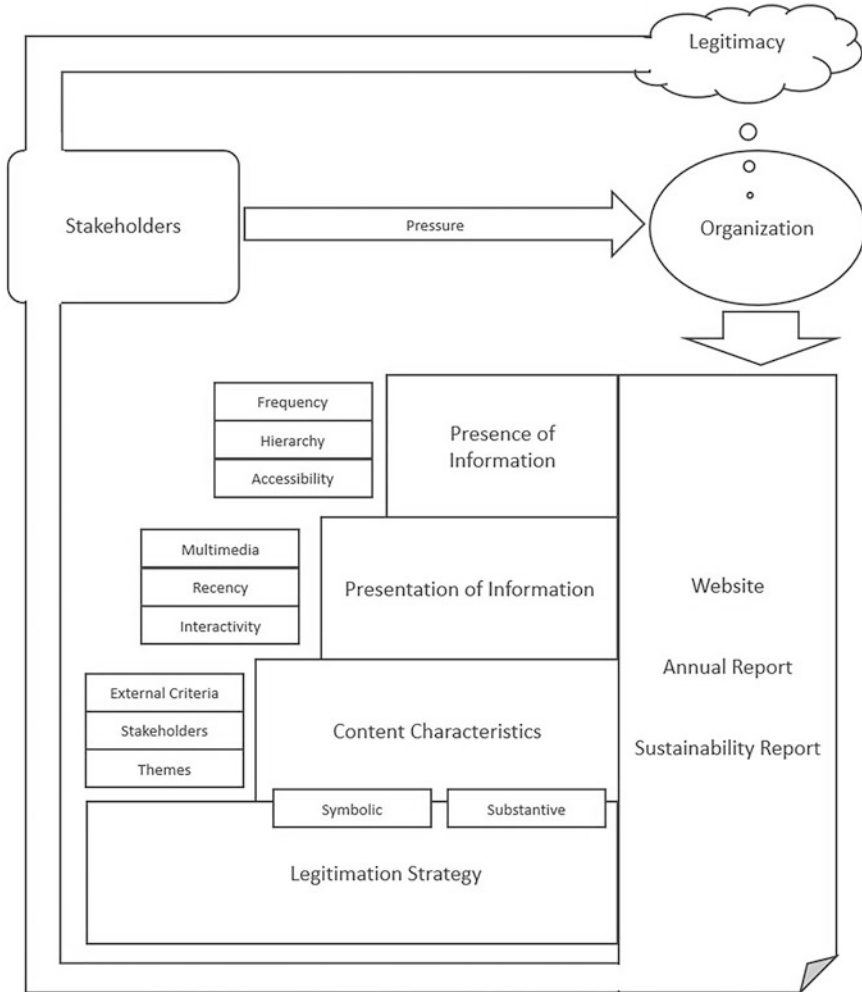 Legitimacy
Stakeholders
Pressure
Organization
Frequency
Hierarchy
Accessibility
Presence of
Information
Multimedia
Recency
Interactivity
Presentation of Information
External Criteria
Stakeholders
Themes
Content Characteristics
Symbolic
Substantive
Legitimation Strategy
Website
Annual Report
Sustainability Report